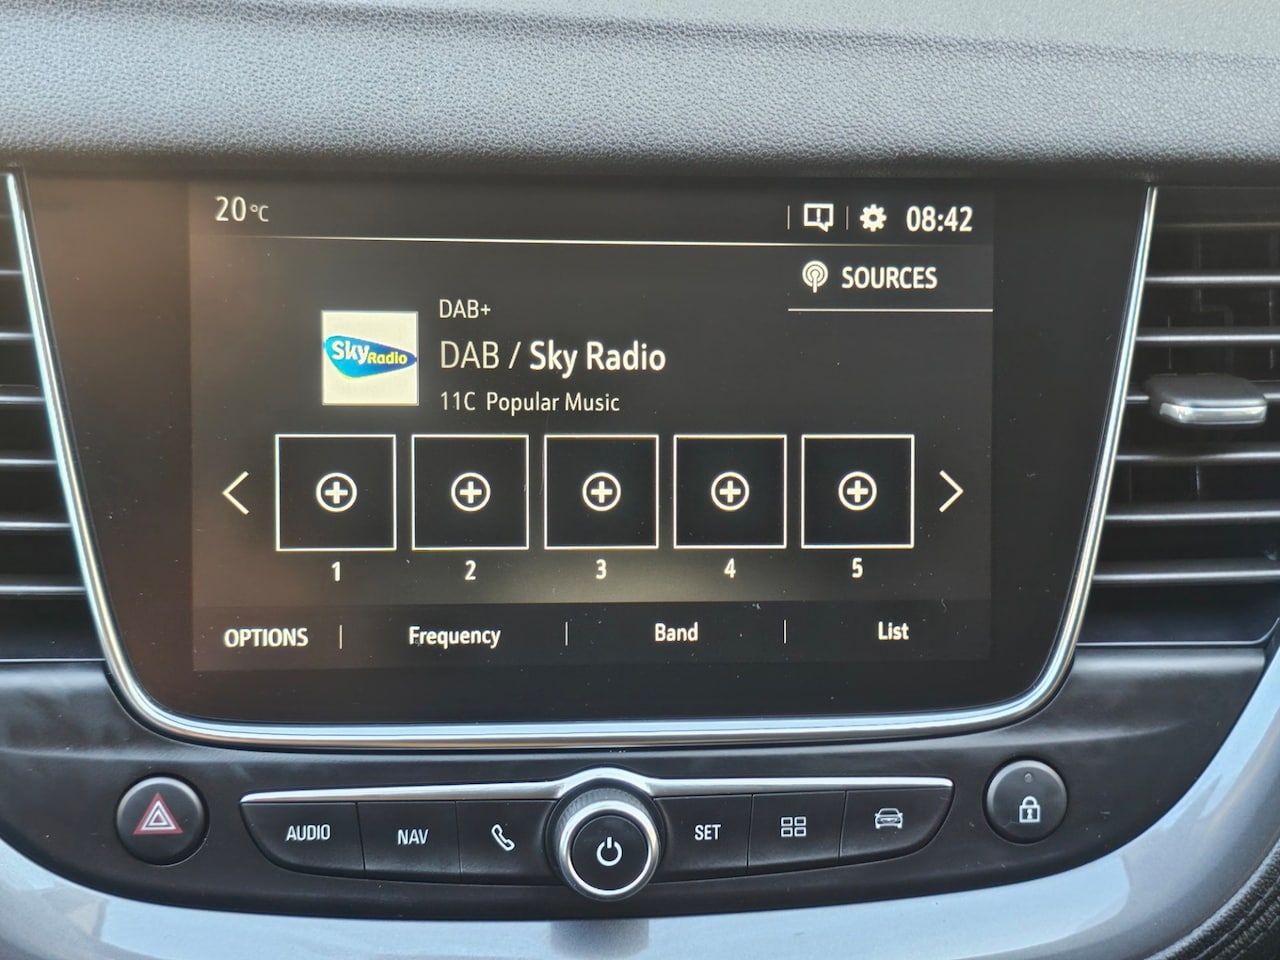 20°C
08:42
SOURCES
DAB+
Sky Radio
DAB / Sky Radio
11C Popular Music
1 2 3 4 5
OPTIONS Frequency Band List
AUDIO NAV SET